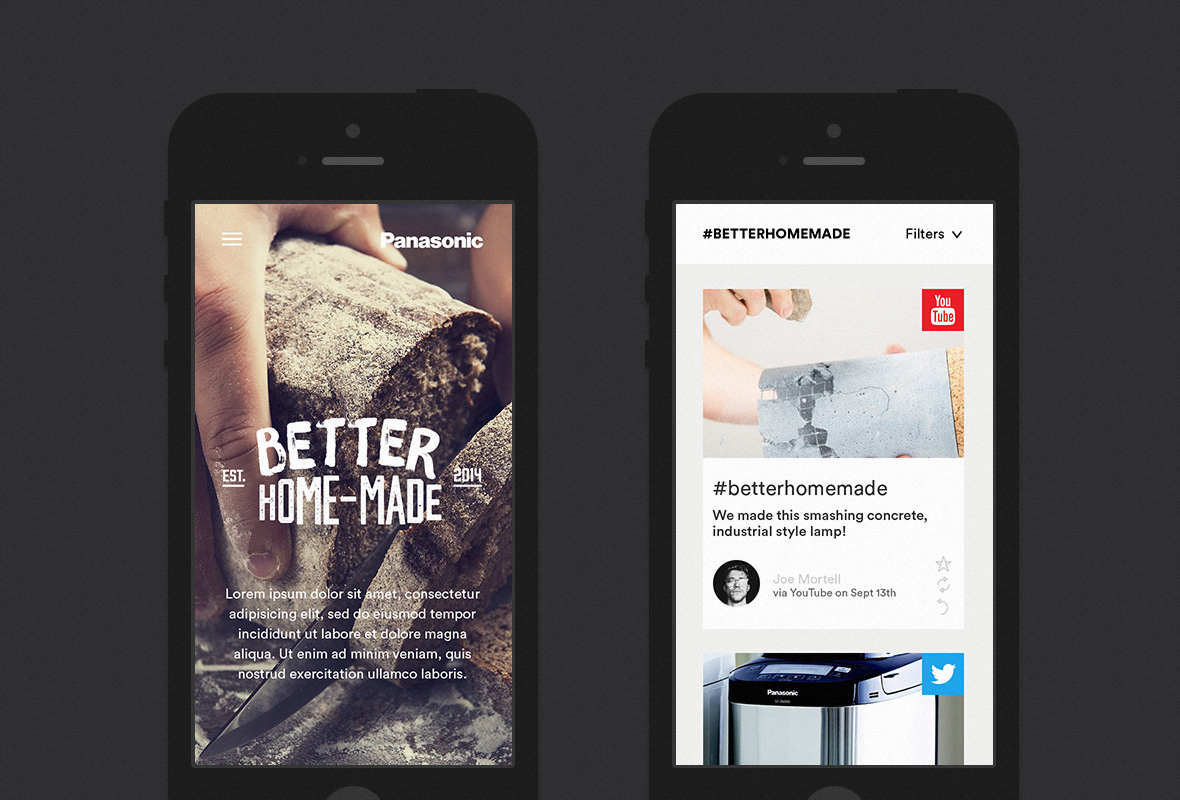 Panasonic
BETTER
EST. 2014
HOME-MADE
Lorem ipsum dolor sit amet, consectetur
adipisicing elit, sed do eiusmod tempor
incididunt ut labore et dolore magna
aliqua. Ut enim ad minim veniam, quis
nostrud exercitation ullamco laboris.
#BETTERHOMEMADE Filters
You
Tube
#betterhomemade
We made this smashing concrete,
industrial style lamp!
Joe Mortell
via YouTube on Sept 13th
Panasonic